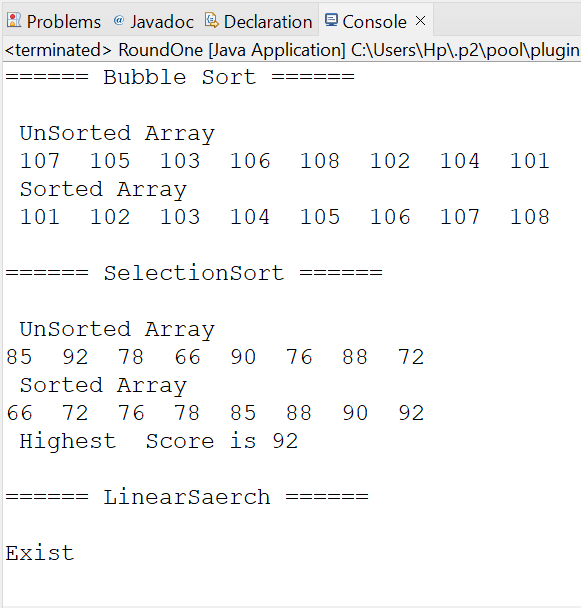 Problems @ Javadoc Declaration Console ×
<terminated> RoundOne [Java Application] C:\Users\Hp\.p2\pool\plugin
====== Bubble Sort ======
UnSorted Array
107 105 103 106 108 102 104 101
Sorted Array
101 102 103 104 105 106 107 108
====== SelectionSort ======
UnSorted Array
85 92 78 66 90 76 88 72
Sorted Array
66 72 76 78 85 88 90 92
Highest Score is 92
====== LinearSaerch ======
Exist